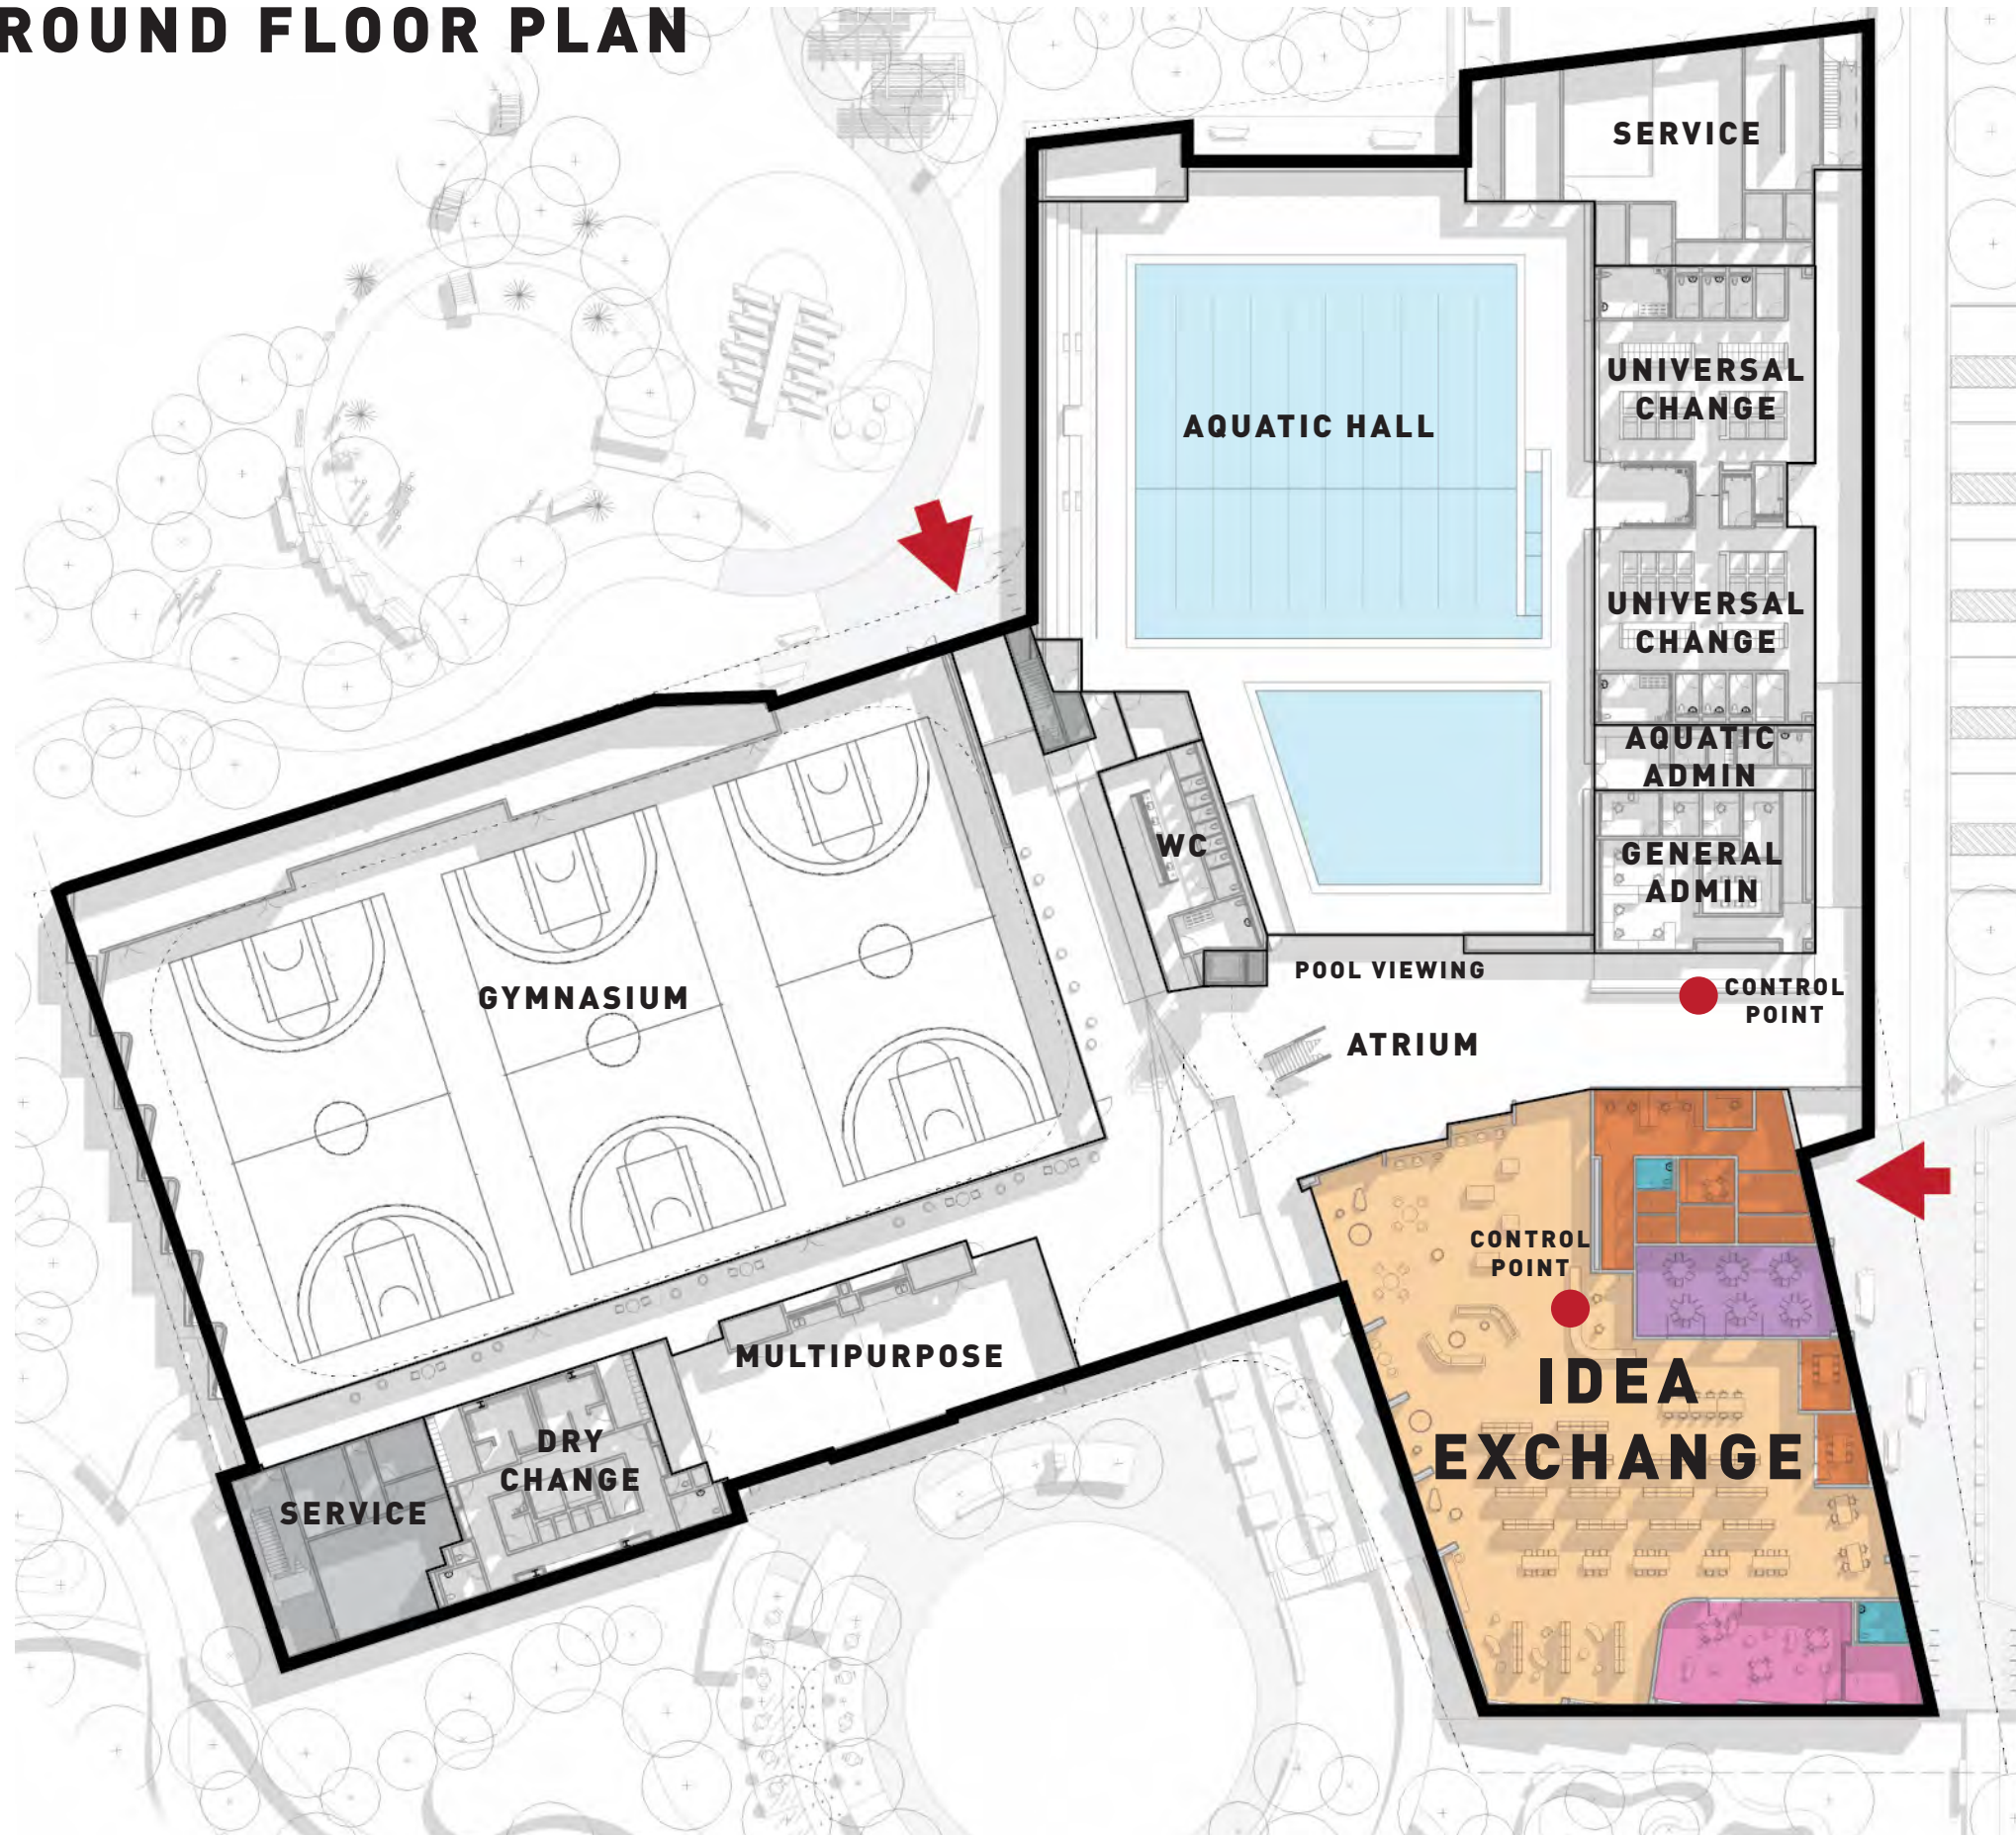 ROUND FLOOR PLAN
SERVICE
UNIVERSAL
CHANGE
AQUATIC HALL
UNIVERSAL
CHANGE
AQUATIC
ADMIN
WC
GENERAL
ADMIN
POOL VIEWING
CONTROL
POINT
GYMNASIUM
ATRIUM
CONTROL
POINT
MULTIPURPOSE
IDEA
EXCHANGE
DRY
CHANGE
SERVICE